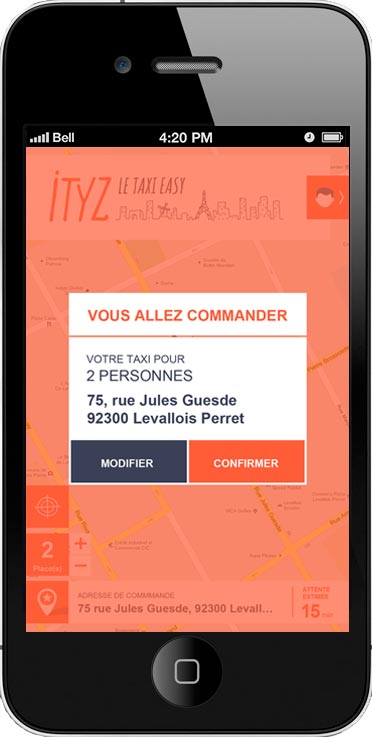 Bell
4:20 PM
iTYZ LE TAXI EASY
VOUS ALLEZ COMMANDER
VOTRE TAXI POUR
2 PERSONNES
75, rue Jules Guesde
92300 Levallois Perret
MODIFIER
CONFIRMER
2
Place(s)
+
−
ADRESSE DE COMMMANDE
75 rue Jules Guesde, 92300 Levall...
ATTENTE
ESTIMÉE
15 min